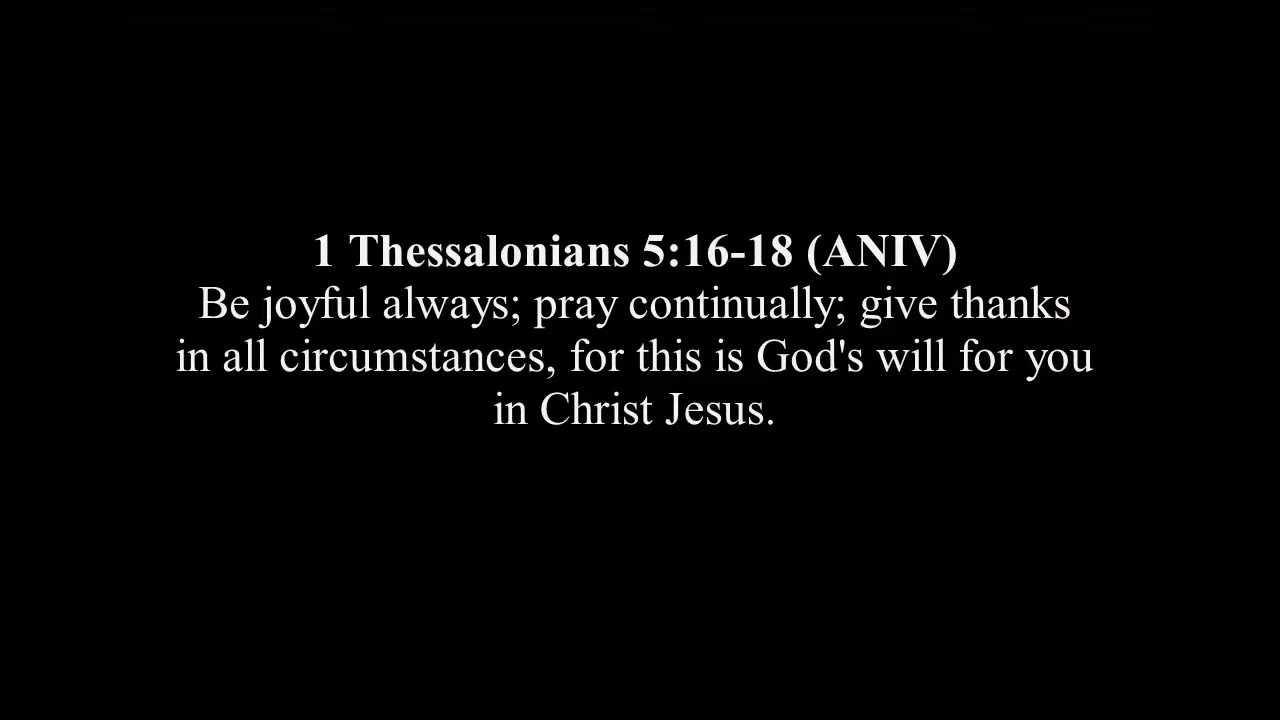 1 Thessalonians 5:16-18 (ANIV)
Be joyful always; pray continually; give thanks
in all circumstances, for this is God's will for you
in Christ Jesus.